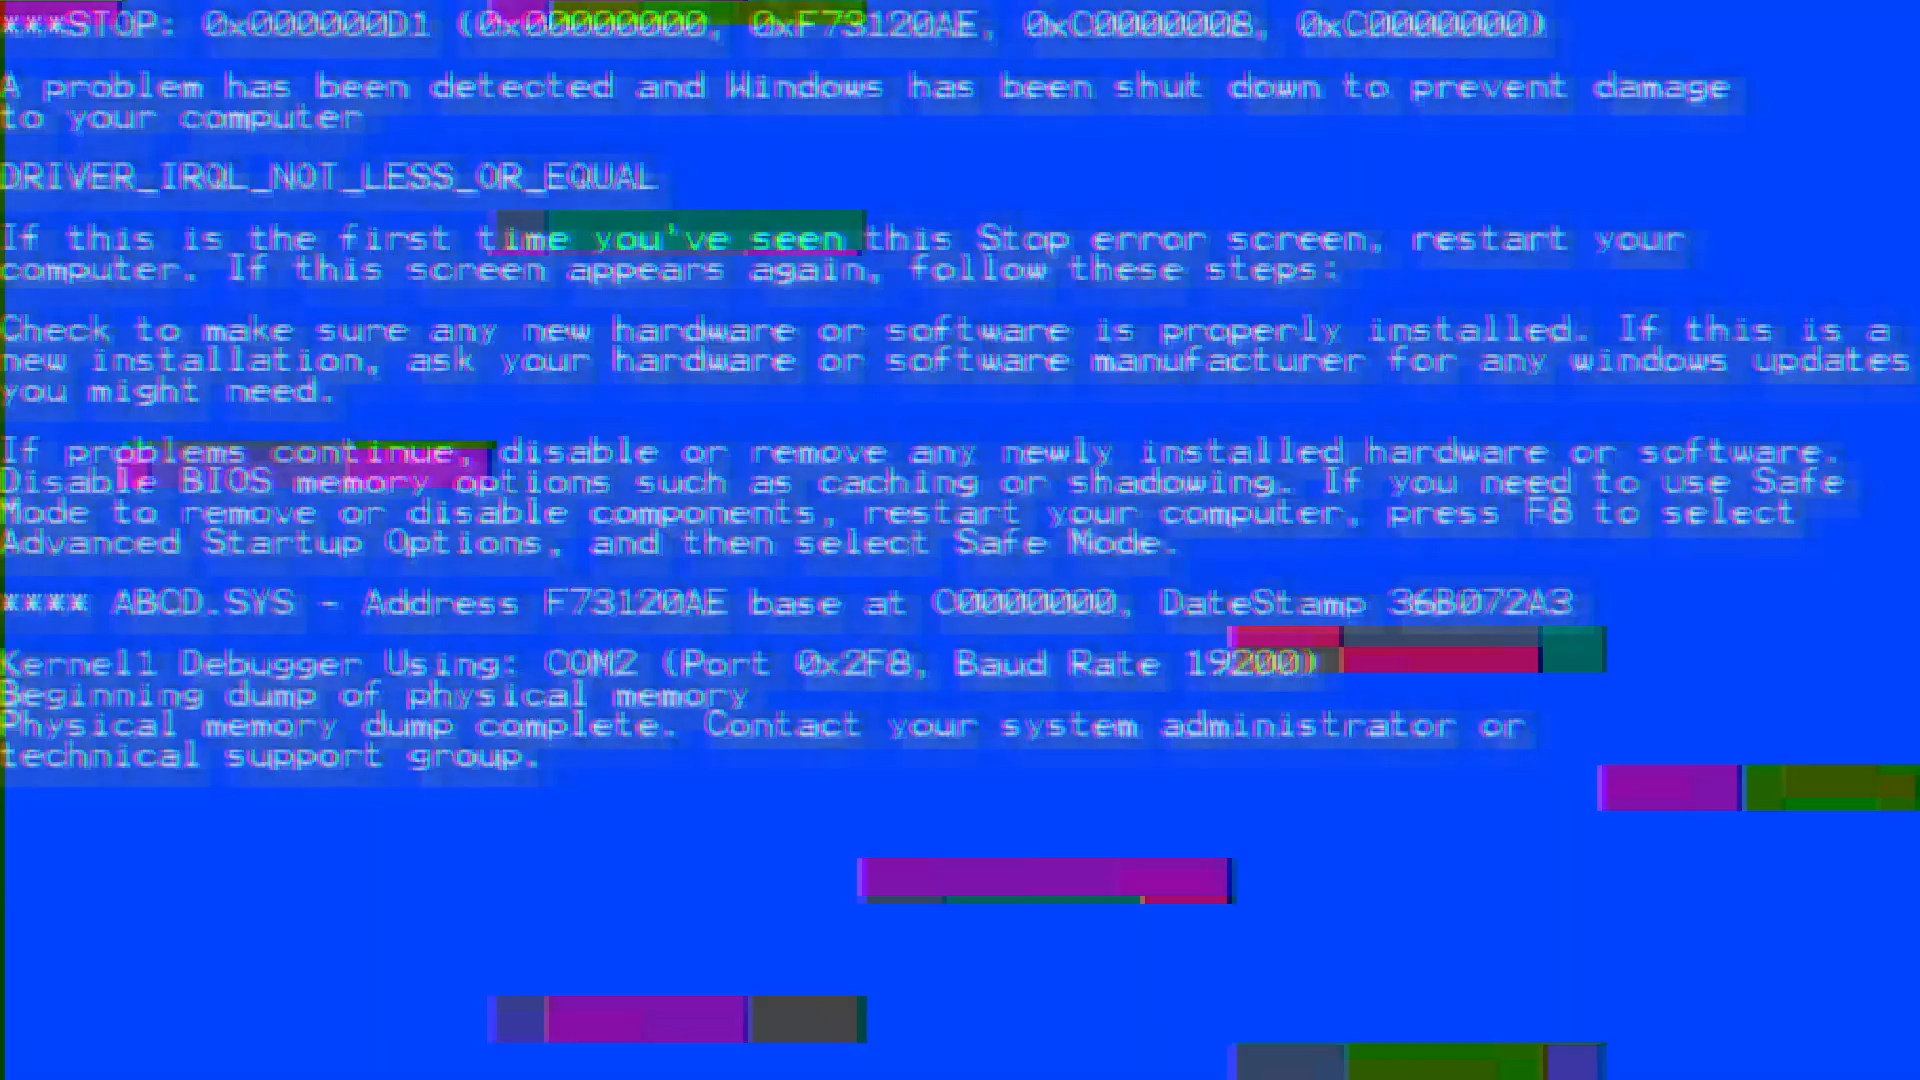 ***STOP: 0x000000D1 (0x00000000, 0xF73120AE, 0xC0000008, 0xC0000000)
A problem has been detected and Windows has been shut down to prevent damage
to your computer
DRIVER_IRQL_NOT_LESS_OR_EQUAL
If this is the first time you've seen this Stop error screen, restart your
computer. If this screen appears again, follow these steps:
Check to make sure any new hardware or software is properly installed. If this is a
new installation, ask your hardware or software manufacturer for any windows updates
you might need.
If problems continue, disable or remove any newly installed hardware or software.
Disable BIOS memory options such as caching or shadowing. If you need to use Safe
Mode to remove or disable components, restart your computer, press F8 to select
Advanced Startup Options, and then select Safe Mode.
**** ABCD.SYS - Address F73120AE base at C0000000, DateStamp 36B072A3
Kernel1 Debugger Using: COM2 (Port 0x2F8, Baud Rate 19200)
Beginning dump of physical memory
Physical memory dump complete. Contact your system administrator or
technical support group.